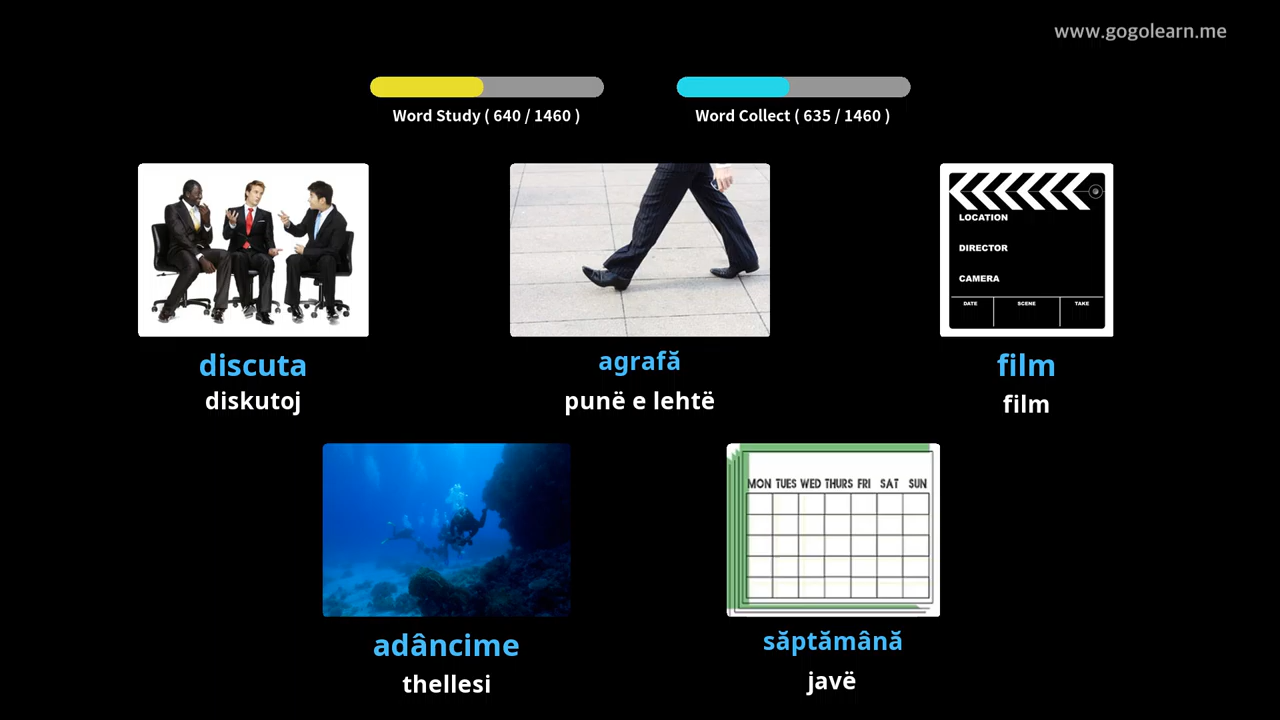 www.gogolearn.me
Word Study ( 640 / 1460 )
Word Collect ( 635 / 1460 )
LOCATION
DIRECTOR
CAMERA
DATE SCENE TAKE
discuta
agrafă
film
diskutoj
punë e lehtë
film
MON TUES WED THURS FRI SAT SUN
adâncime
săptămână
thellesi
javë